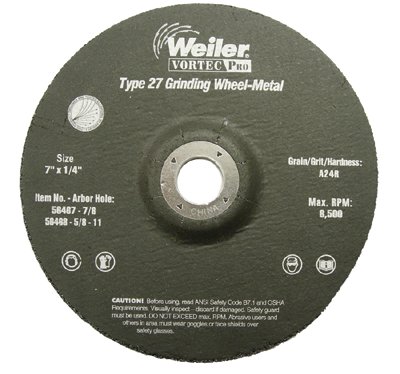 Weiler
VORTEC PRO
Type 27 Grinding Wheel-Metal
Size
7" x 1/4"
Item No. - Arbor Hole:
56467 - 7/8
56468 - 5/8 - 11
Grain/Grit/Hardness:
A24R
Max. RPM:
8,500
CHINA
CAUTION! Before using, read ANSI Safety Code B7.1 and OSHA
Requirements. Visually inspect – discard if damaged. Safety guard
must be used. DO NOT EXCEED max. RPM. Abrasive users and
others in area must wear goggles or face shields over
safety glasses.